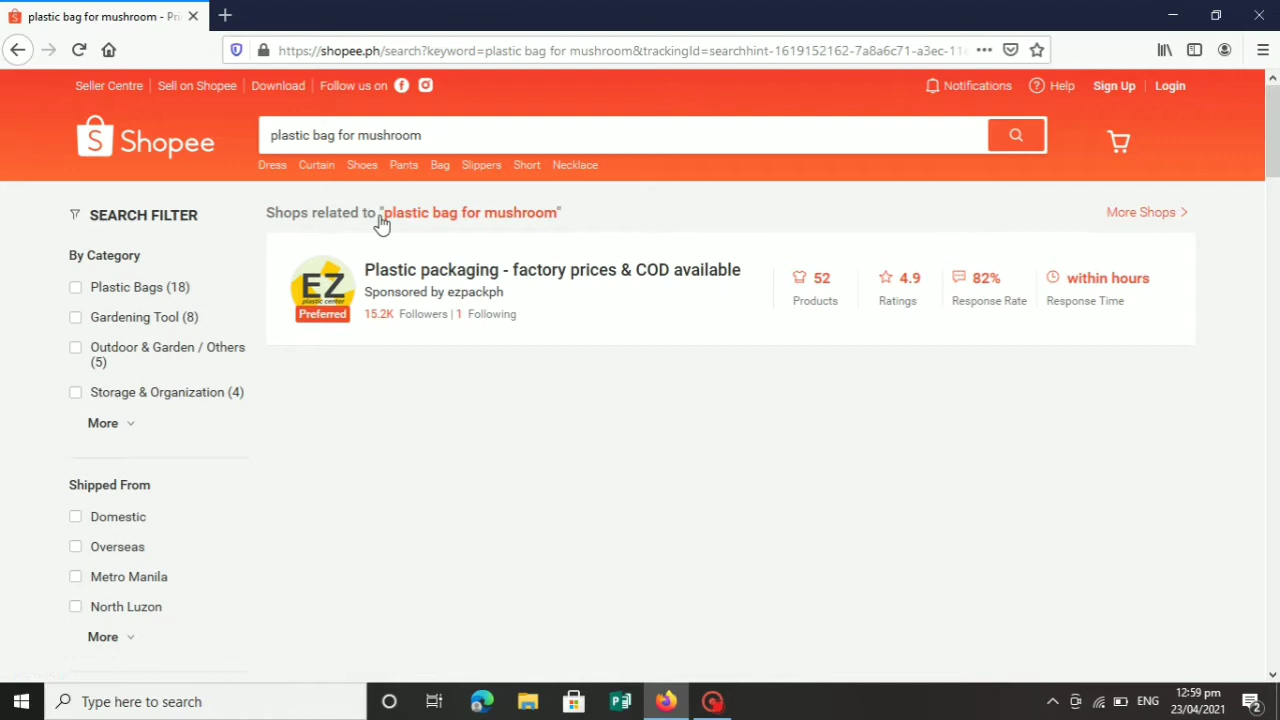 plastic bag for mushroom - Pri
https://shopee.ph/search?keyword=plastic bag for mushroom&trackingId=searchhint-1619152162-7a8a6c71-a3ec-11
Seller Centre Sell on Shopee Download Follow us on
Notifications Help Sign Up Login
Shopee
plastic bag for mushroom
Dress Curtain Shoes Pants Bag Slippers Short Necklace
SEARCH FILTER
By Category
Plastic Bags (18)
Gardening Tool (8)
Outdoor & Garden / Others
(5)
Storage & Organization (4)
More
Shipped From
Domestic
Overseas
Metro Manila
North Luzon
More
Shops related to "plastic bag for mushroom"
More Shops >
EZ
plastic center
Preferred
Plastic packaging - factory prices & COD available
Sponsored by ezpackph
15.2K Followers | 1 Following
52
Products
4.9
Ratings
82%
Response Rate
within hours
Response Time
Type here to search
ENG
12:59 pm
23/04/2021
2